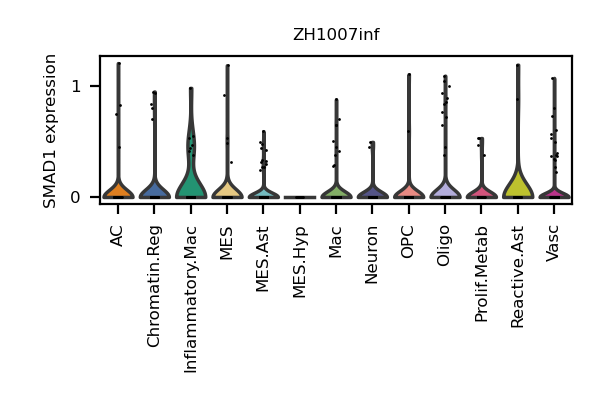 ZH1007inf
SMAD1 expression
1
0
AC
Chromatin.Reg
Inflammatory.Mac
MES
MES.Ast
MES.Hyp
Mac
Neuron
OPC
Oligo
Prolif.Metab
Reactive.Ast
Vasc